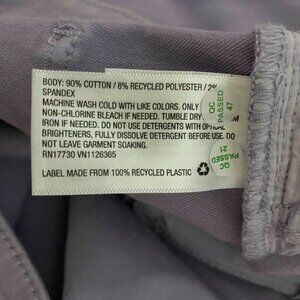 BODY: 90% COTTON / 8% RECYCLED POLYESTER / 2%
SPANDEX
MACHINE WASH COLD WITH LIKE COLORS. ONLY
NON-CHLORINE BLEACH IF NEEDED. TUMBLE DRY
IRON IF NEEDED. DO NOT USE DETERGENTS WITH OPTICAL
BRIGHTENERS, FULLY DISSOLVE DETERGENT BEFORE USE. DO
NOT LEAVE GARMENT SOAKING.
RN17730 VN1126365
LABEL MADE FROM 100% RECYCLED PLASTIC
QC
PASSED
47
QC
PASSED
21